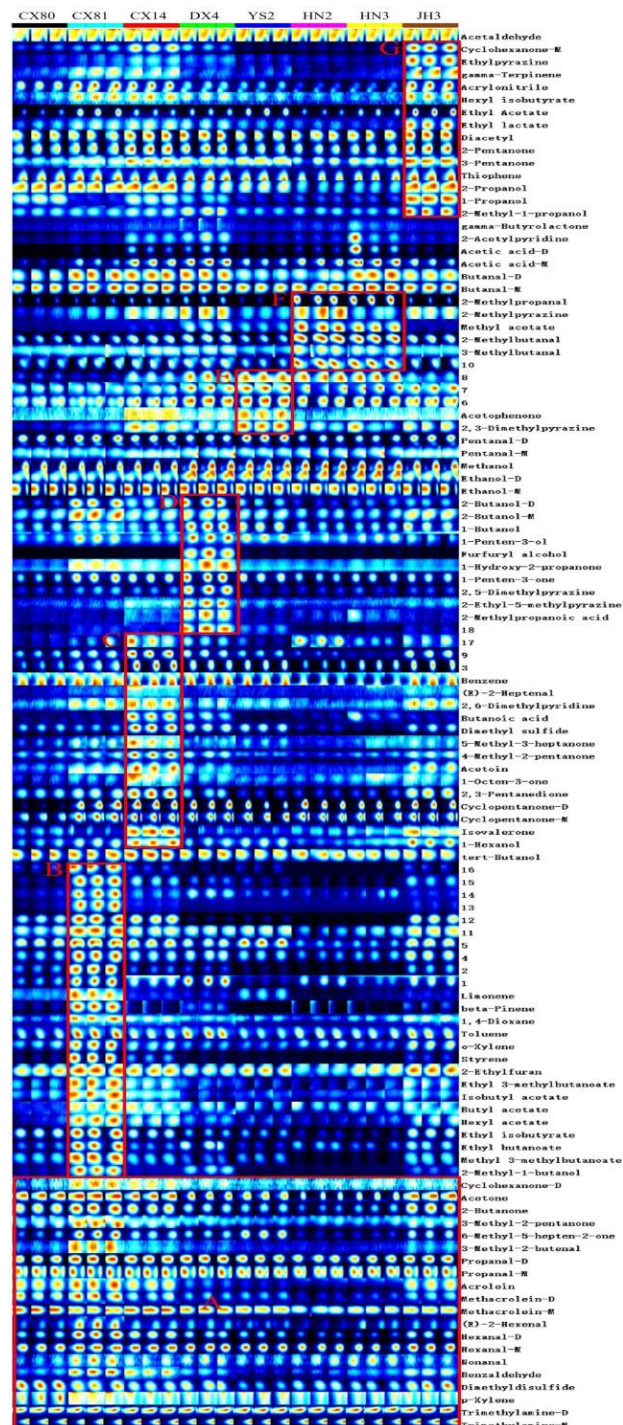 CX80 CX81 CX14 DX4 YS2 HN2 HN3 JH3
Acetaldehyde
G
Cyclohexanone-M
Ethylpyrazine
gamma-Terpinene
Acrylonitrile
Hexyl isobutyrate
Ethyl Acetate
Ethyl lactate
Diacetyl
2-Pentanone
3-Pentanone
Thiophene
2-Propanol
1-Propanol
2-Methyl-1-propanol
gamma-Butyrolactone
2-Acetylpyridine
Acetic acid-D
Acetic acid-M
Butanal-D
Butanal-M
F
2-Methylpropanal
2-Methylpyrazine
Methyl acetate
2-Methylbutanal
3-Methylbutanal
10
E
8
7
6
Acetophenone
2,3-Dimethylpyrazine
Pentanal-D
Pentanal-M
Methanol
Ethanol-D
Ethanol-M
D
2-Butanol-D
2-Butanol-M
1-Butanol
1-Penten-3-ol
Furfuryl alcohol
1-Hydroxy-2-propanone
1-Penten-3-one
2,5-Dimethylpyrazine
2-Ethyl-5-methylpyrazine
2-Methylpropanoic acid
18
C
17
9
3
Benzene
(E)-2-Heptenal
2,6-Dimethylpyridine
Butanoic acid
Dimethyl sulfide
5-Methyl-3-heptanone
4-Methyl-2-pentanone
Acetoin
1-Octen-3-one
2,3-Pentanedione
Cyclopentanone-D
Cyclopentanone-M
Isovalerone
1-Hexanol
tert-Butanol
B
16
15
14
13
12
11
5
4
2
1
Limonene
beta-Pinene
1,4-Dioxane
Toluene
o-Xylene
Styrene
2-Ethylfuran
Ethyl 3-methylbutanoate
Isobutyl acetate
Butyl acetate
Hexyl acetate
Ethyl isobutyrate
Ethyl butanoate
Methyl 3-methylbutanoate
2-Methyl-1-butanol
Cyclohexanone-D
Acetone
2-Butanone
3-Methyl-2-pentanone
6-Methyl-5-hepten-2-one
3-Methyl-2-butenal
Propanal-D
Propanal-M
Acrolein
Methacrolein-D
A
Methacrolein-M
(E)-2-Hexenal
Hexanal-D
Hexanal-M
Nonanal
Benzaldehyde
Dimethyldisulfide
p-Xylene
Trimethylamine-D